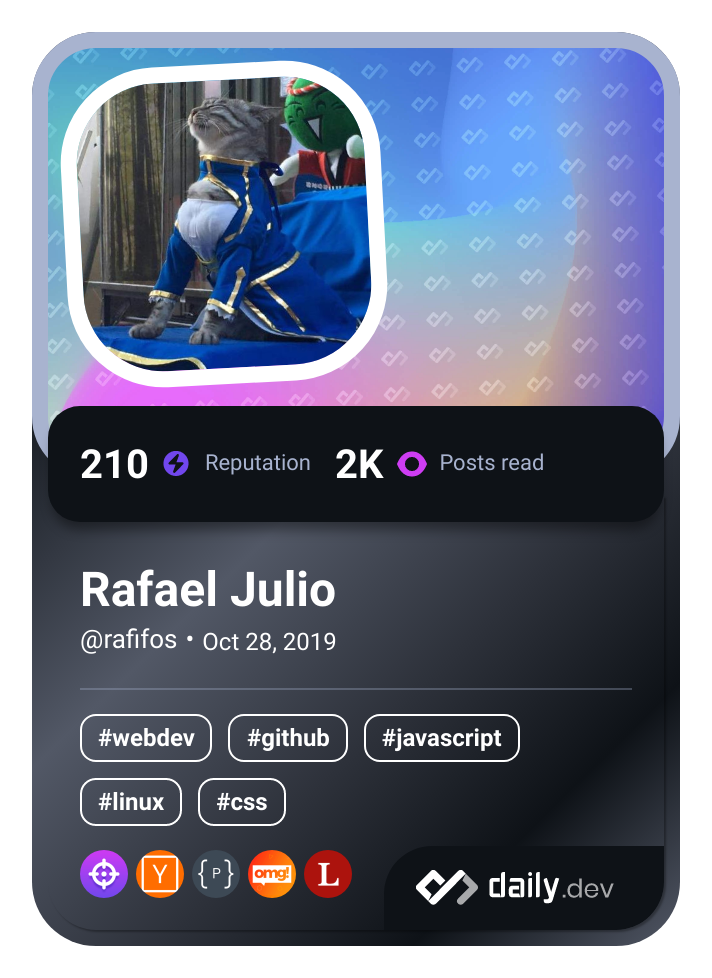 210 Reputation 2K Posts read
Rafael Julio
@rafifos • Oct 28, 2019
#webdev #github #javascript
#linux #css
Y {P} omg! L
daily.dev